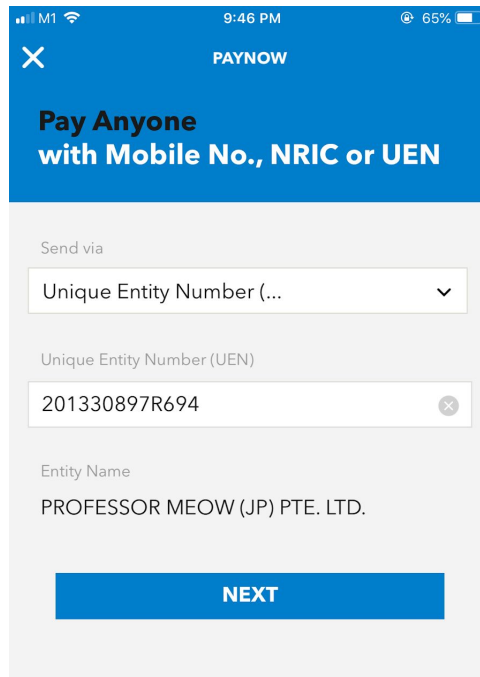 M1 9:46 PM 65%
PAYNOW
Pay Anyone
with Mobile No., NRIC or UEN
Send via
Unique Entity Number (...
Unique Entity Number (UEN)
201330897R694
Entity Name
PROFESSOR MEOW (JP) PTE. LTD.
NEXT